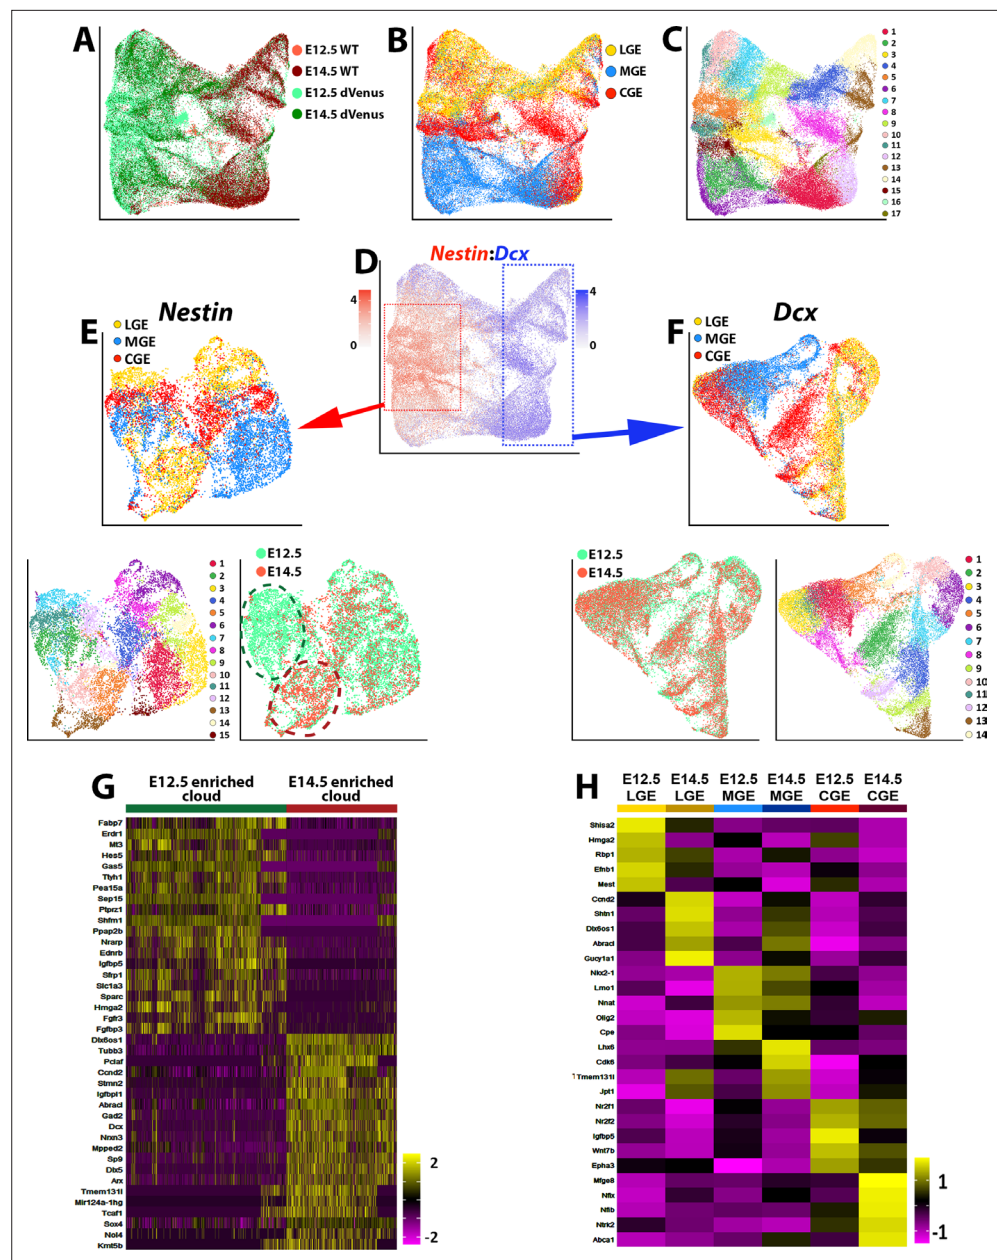 A
E12.5 WT
E14.5 WT
E12.5 dVenus
E14.5 dVenus
B
LGE
MGE
CGE
C
1
2
3
4
5
6
7
8
9
10
11
12
13
14
15
16
17
D
Nestin:Dcx
4
0
4
0
E
Nestin
LGE
MGE
CGE
F
Dcx
LGE
MGE
CGE
1
2
3
4
5
6
7
8
9
10
11
12
13
14
15
E12.5
E14.5
E12.5
E14.5
1
2
3
4
5
6
7
8
9
10
11
12
13
14
G
E12.5 enriched cloud
E14.5 enriched cloud
Fabp7
Erdr1
Mt3
Hes5
Gas5
Ttyh1
Pea15a
Sep15
Ptprz1
Shfm1
Ppap2b
Nrarp
Ednrb
Igfbp5
Sfrp1
Slc1a3
Sparc
Hmga2
Fgfr3
Fgfbp3
Dlx6os1
Tubb3
Pclaf
Ccnd2
Stmn2
Igfbpl1
Abracl
Gad2
Dcx
Nrxn3
Mpped2
Sp9
Dlx5
Arx
Tmem131l
Mir124a-1hg
Tcaf1
Sox4
Nol4
Kmt5b
2
0
-2
H
E12.5 LGE
E14.5 LGE
E12.5 MGE
E14.5 MGE
E12.5 CGE
E14.5 CGE
Shisa2
Hmga2
Rbp1
Efnb1
Mest
Ccnd2
Shtn1
Dlx6os1
Abracl
Gucy1a1
Nkx2-1
Lmo1
Nnat
Olig2
Cpe
Lhx6
Cdk6
Tmem131l
Jpt1
Nr2f1
Nr2f2
Igfbp5
Wnt7b
Epha3
Mfge8
Nfix
Nfib
Ntrk2
Abca1
1
0
-1